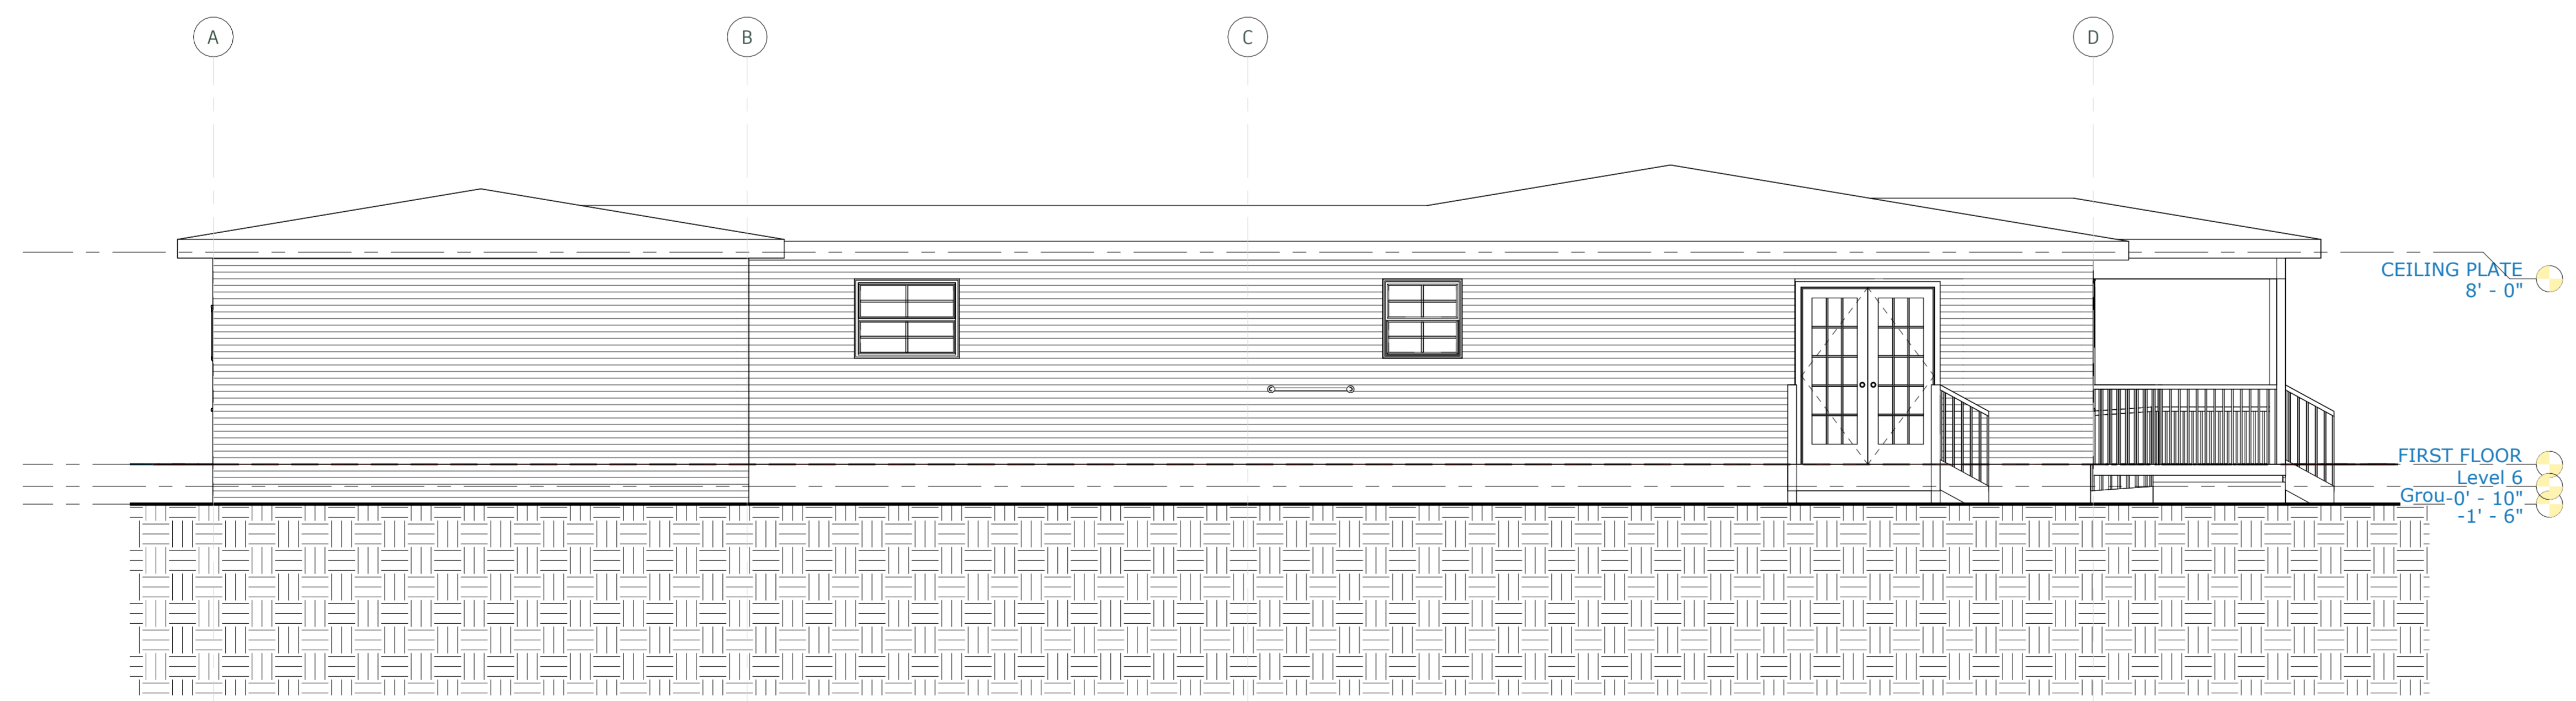 A
B
C
D
CEILING PLATE
8' - 0"
FIRST FLOOR
Level 6
Grou-0' - 10"
-1' - 6"